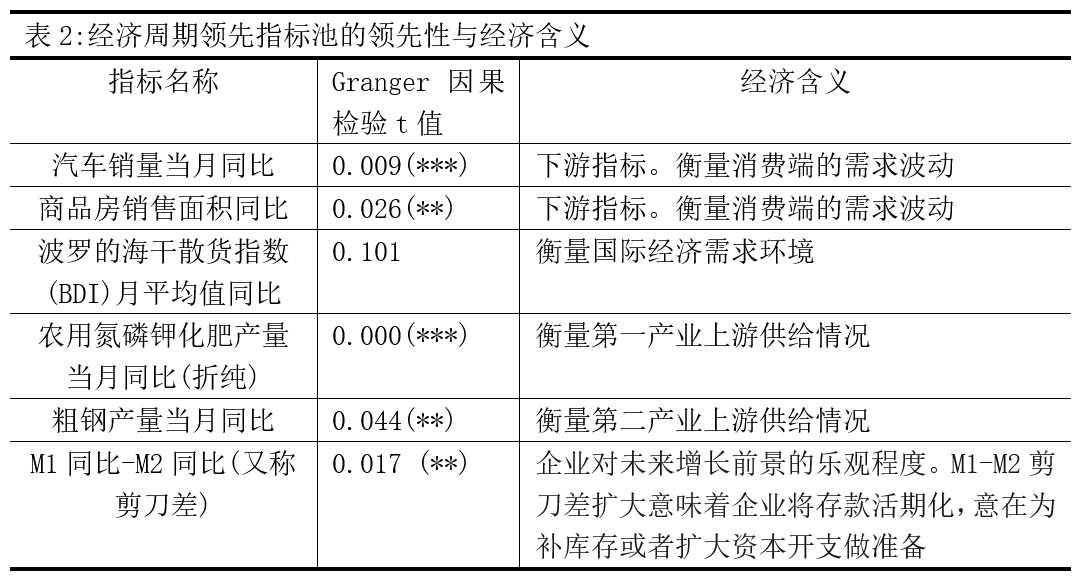 表 2:经济周期领先指标池的领先性与经济含义
指标名称
Granger 因果
检验 t 值
经济含义
汽车销量当月同比
0.009(***)
下游指标。衡量消费端的需求波动
商品房销售面积同比
0.026(**)
下游指标。衡量消费端的需求波动
波罗的海干散货指数
(BDI)月平均值同比
0.101
衡量国际经济需求环境
农用氮磷钾化肥产量
当月同比(折纯)
0.000(***)
衡量第一产业上游供给情况
粗钢产量当月同比
0.044(**)
衡量第二产业上游供给情况
M1 同比-M2 同比(又称
剪刀差)
0.017 (**)
企业对未来增长前景的乐观程度。M1-M2 剪
刀差扩大意味着企业将存款活期化,意在为
补库存或者扩大资本开支做准备